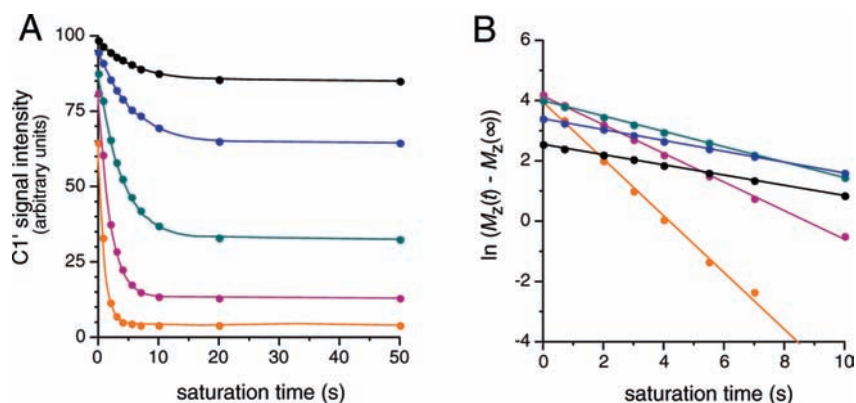 A
C1' signal intensity
(arbitrary units)
100
75
50
25
0
0 10 20 30 40 50
saturation time (s)
B
ln (Mz(t) - Mz(∞))
6
4
2
0
-2
-4
0 2 4 6 8 10
saturation time (s)